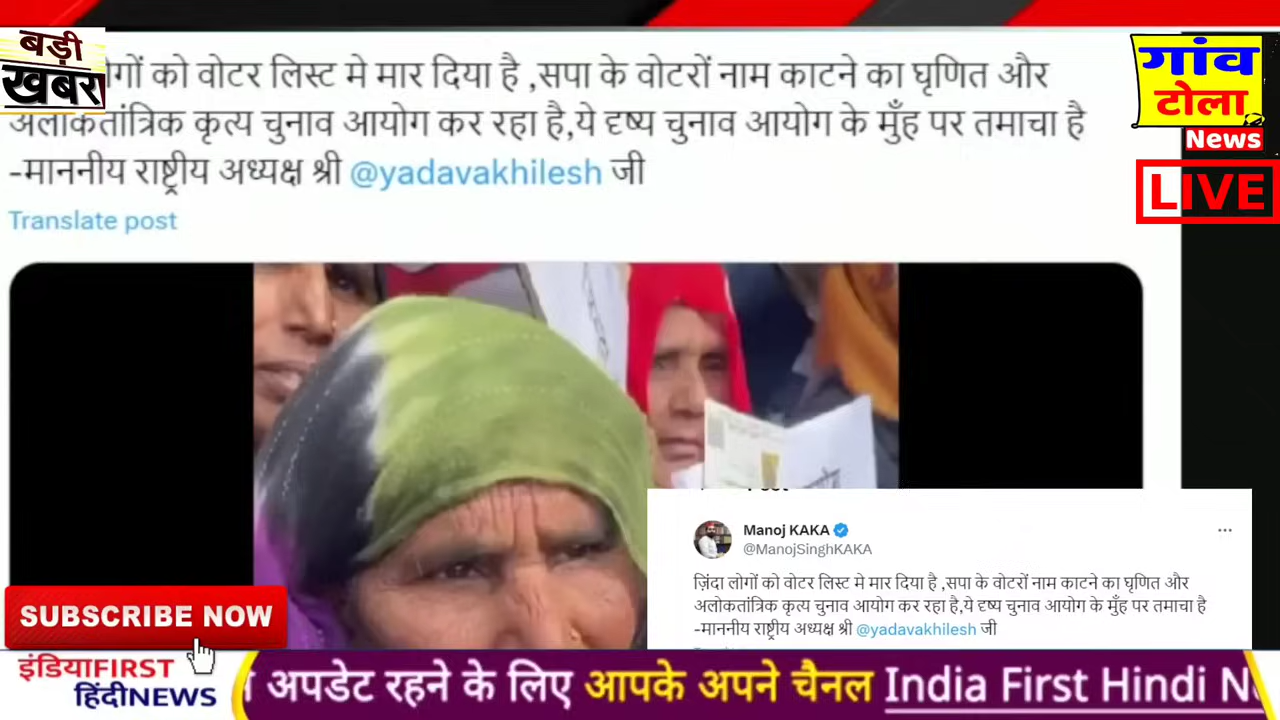 बड़ी
खबर
लोगों को वोटर लिस्ट मे मार दिया है ,सपा के वोटरों नाम काटने का घृणित और
अलोकतांत्रिक कृत्य चुनाव आयोग कर रहा है,ये दृष्य चुनाव आयोग के मुँह पर तमाचा है
-माननीय राष्ट्रीय अध्यक्ष श्री @yadavakhilesh जी
Translate post
गांव
टोला
News
LIVE
Manoj KAKA
@ManojSinghKAKA
ज़िंदा लोगों को वोटर लिस्ट मे मार दिया है ,सपा के वोटरों नाम काटने का घृणित और
अलोकतांत्रिक कृत्य चुनाव आयोग कर रहा है,ये दृष्य चुनाव आयोग के मुँह पर तमाचा है
-माननीय राष्ट्रीय अध्यक्ष श्री @yadavakhilesh जी
SUBSCRIBE NOW
इंडियाFIRST
हिंदीNEWS
अपडेट रहने के लिए आपके अपने चैनल India First Hindi